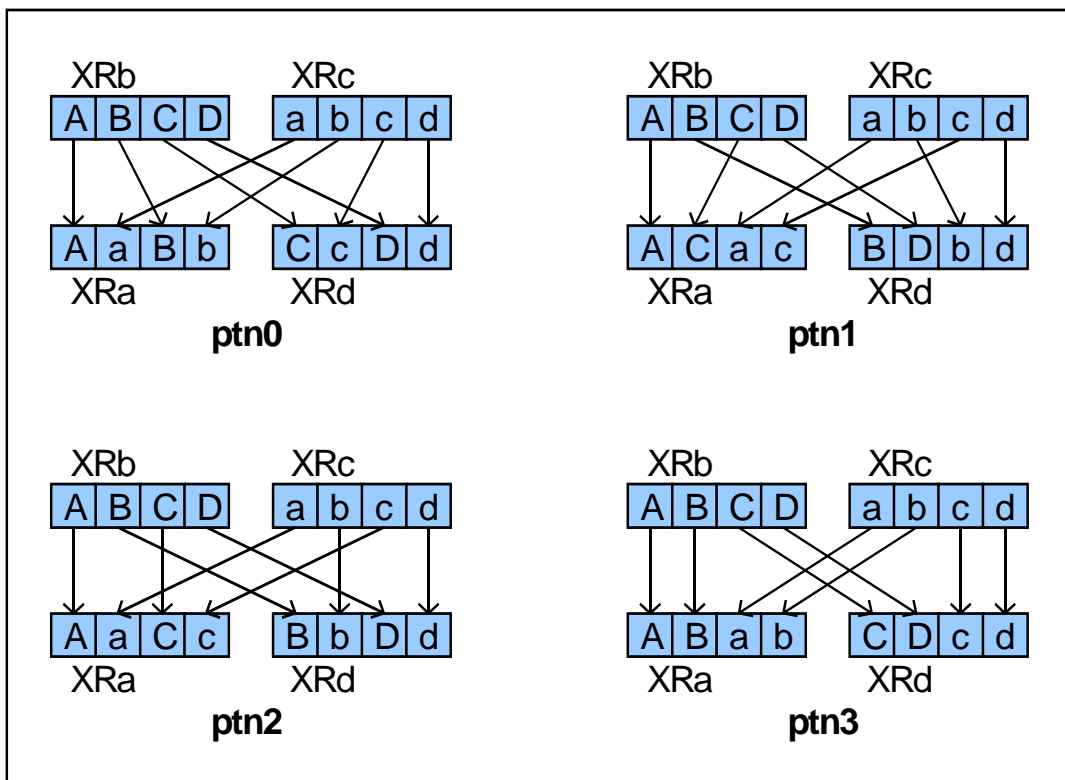 XRb XRc
A B C D a b c d
A a B b C c D d
XRa XRd
ptn0
XRb XRc
A B C D a b c d
A C a c B D b d
XRa XRd
ptn1
XRb XRc
A B C D a b c d
A a C c B b D d
XRa XRd
ptn2
XRb XRc
A B C D a b c d
A B a b C D c d
XRa XRd
ptn3